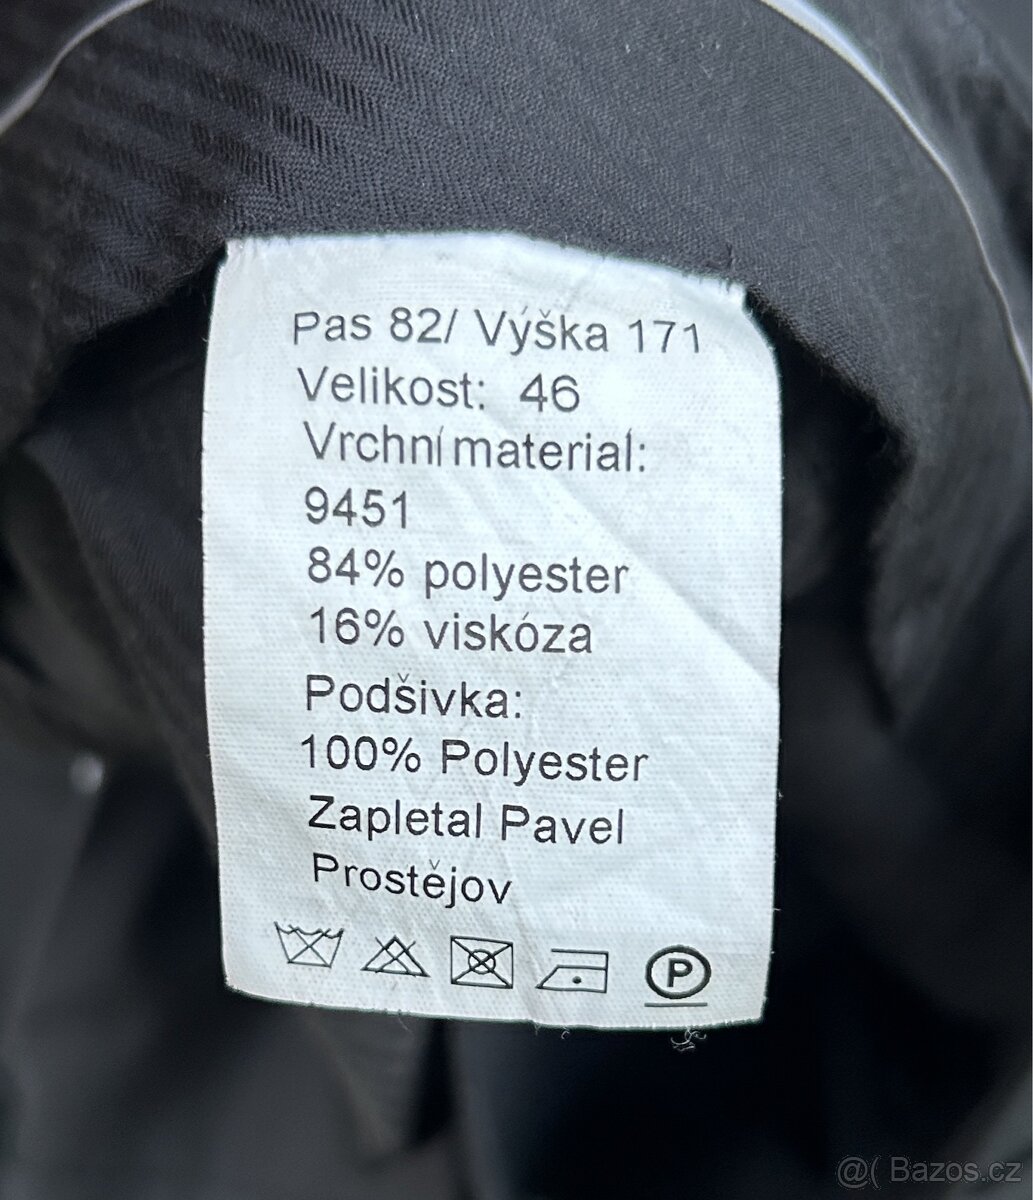 Pas 82/ Výška 171
Velikost: 46
Vrchní material:
9451
84% polyester
16% viskóza
Podšivka:
100% Polyester
Zapletal Pavel
Prostějov
P
@( Bazos.cz